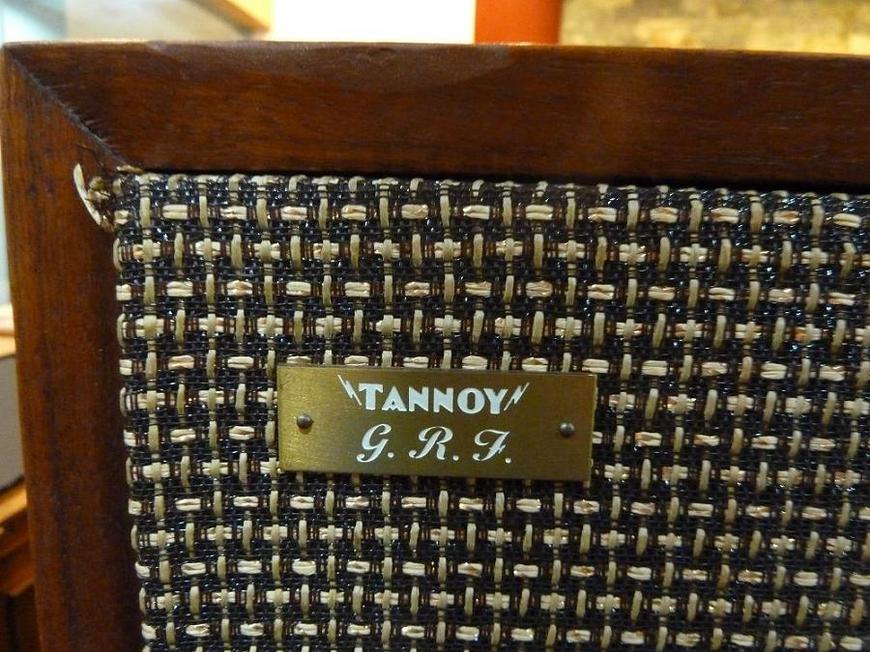 TANNOY
G. R. F.